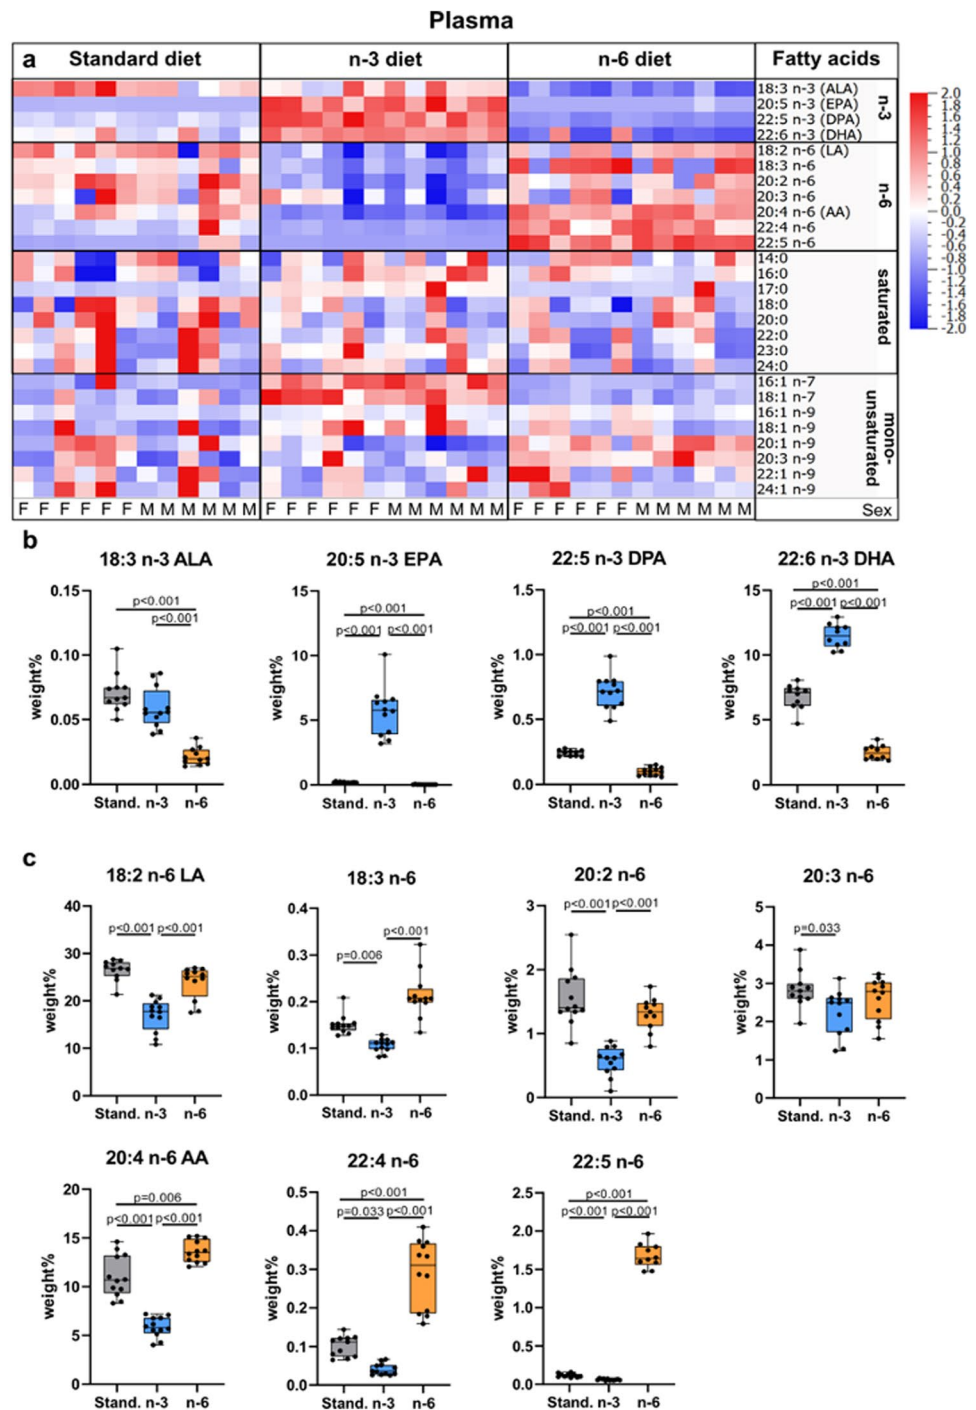 Plasma
a Standard diet n-3 diet n-6 diet Fatty acids
18:3 n-3 (ALA)
20:5 n-3 (EPA)
22:5 n-3 (DPA)
22:6 n-3 (DHA)
n-3
18:2 n-6 (LA)
18:3 n-6
20:2 n-6
20:3 n-6
20:4 n-6 (AA)
22:4 n-6
22:5 n-6
n-6
14:0
16:0
17:0
18:0
20:0
22:0
23:0
24:0
saturated
16:1 n-7
18:1 n-7
16:1 n-9
18:1 n-9
20:1 n-9
20:3 n-9
22:1 n-9
24:1 n-9
mono-
unsaturated
F F F F F F M M M M M M F F F F F F M M M M M M F F F F F F M M M M M M Sex
2.0
1.8
1.6
1.4
1.2
1.0
0.8
0.6
0.4
0.2
0.0
-0.2
-0.4
-0.6
-0.8
-1.0
-1.2
-1.4
-1.6
-1.8
-2.0
b
18:3 n-3 ALA
weight%
0.15
0.10
0.05
0.00
p<0.001
p<0.001
Stand. n-3 n-6
20:5 n-3 EPA
weight%
15
10
5
0
p<0.001
p<0.001 p<0.001
Stand. n-3 n-6
22:5 n-3 DPA
weight%
1.5
1.0
0.5
0.0
p<0.001
p<0.001 p<0.001
Stand. n-3 n-6
22:6 n-3 DHA
weight%
15
10
5
0
p<0.001
p<0.001 p<0.001
Stand. n-3 n-6
c
18:2 n-6 LA
weight%
40
30
20
10
0
p<0.001 p<0.001
Stand. n-3 n-6
18:3 n-6
weight%
0.4
0.3
0.2
0.1
0.0
p<0.001
p=0.006
Stand. n-3 n-6
20:2 n-6
weight%
3
2
1
0
p<0.001 p<0.001
Stand. n-3 n-6
20:3 n-6
weight%
5
4
3
2
1
0
p=0.033
Stand. n-3 n-6
20:4 n-6 AA
weight%
20
15
10
5
0
p=0.006
p<0.001 p<0.001
Stand. n-3 n-6
22:4 n-6
weight%
0.5
0.4
0.3
0.2
0.1
0.0
p<0.001
p=0.033 p<0.001
Stand. n-3 n-6
22:5 n-6
weight%
2.5
2.0
1.5
1.0
0.5
0.0
p<0.001
p<0.001 p<0.001
Stand. n-3 n-6